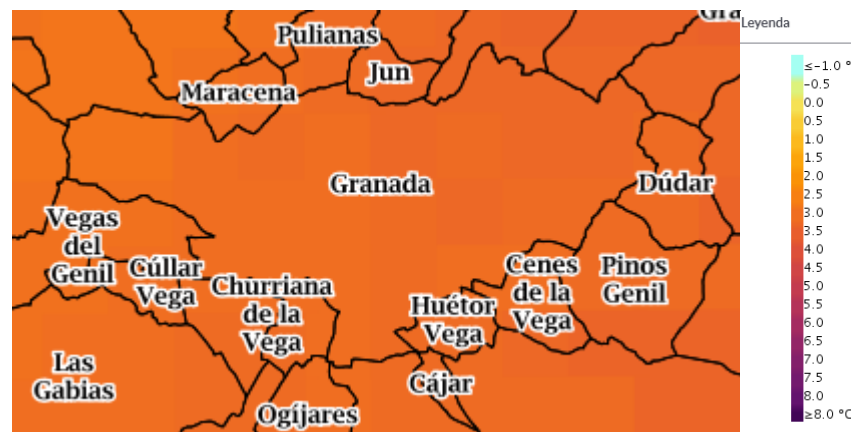 Pulianas
Jun
Maracena
Granada
Dúdar
Vegas
del
Genil
Cúllar
Vega
Churriana
de la
Vega
Huétor
Vega
Cenes
de la
Vega
Pinos
Genil
Las
Gabias
Cájar
Ogíjares
Leyenda
≤−1.0 °
−0.5
0.0
0.5
1.0
1.5
2.0
2.5
3.0
3.5
4.0
4.5
5.0
5.5
6.0
6.5
7.0
7.5
8.0
≥8.0 °C